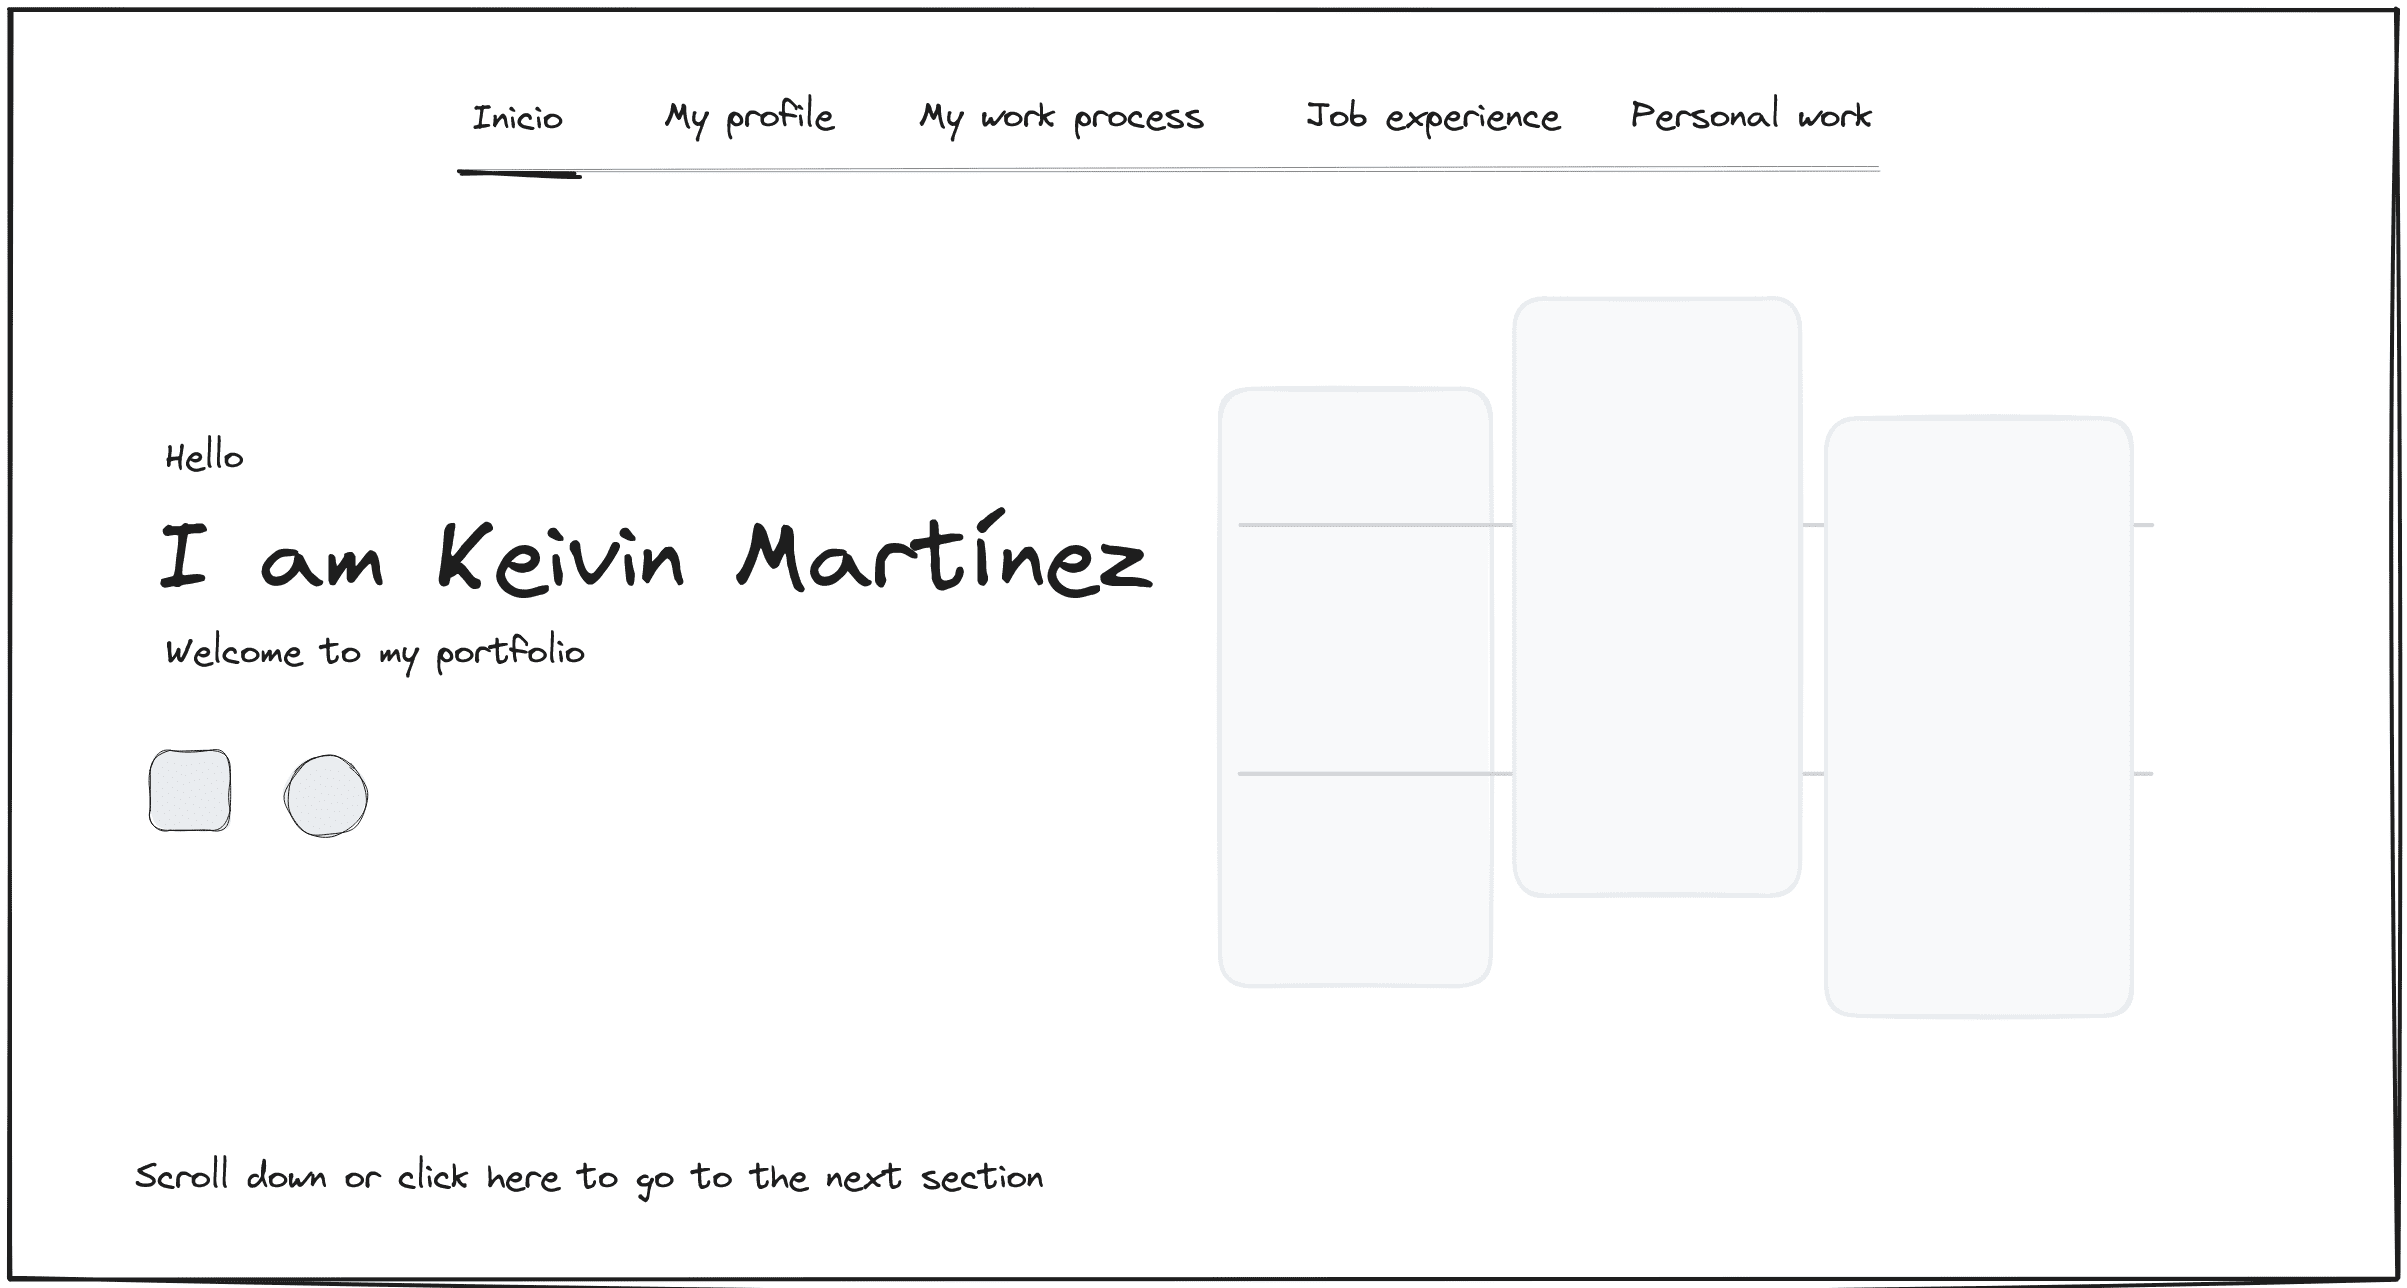 Inicio My profile My work process Job experience Personal work
Hello
I am Keivin Martínez
Welcome to my portfolio
Scroll down or click here to go to the next section